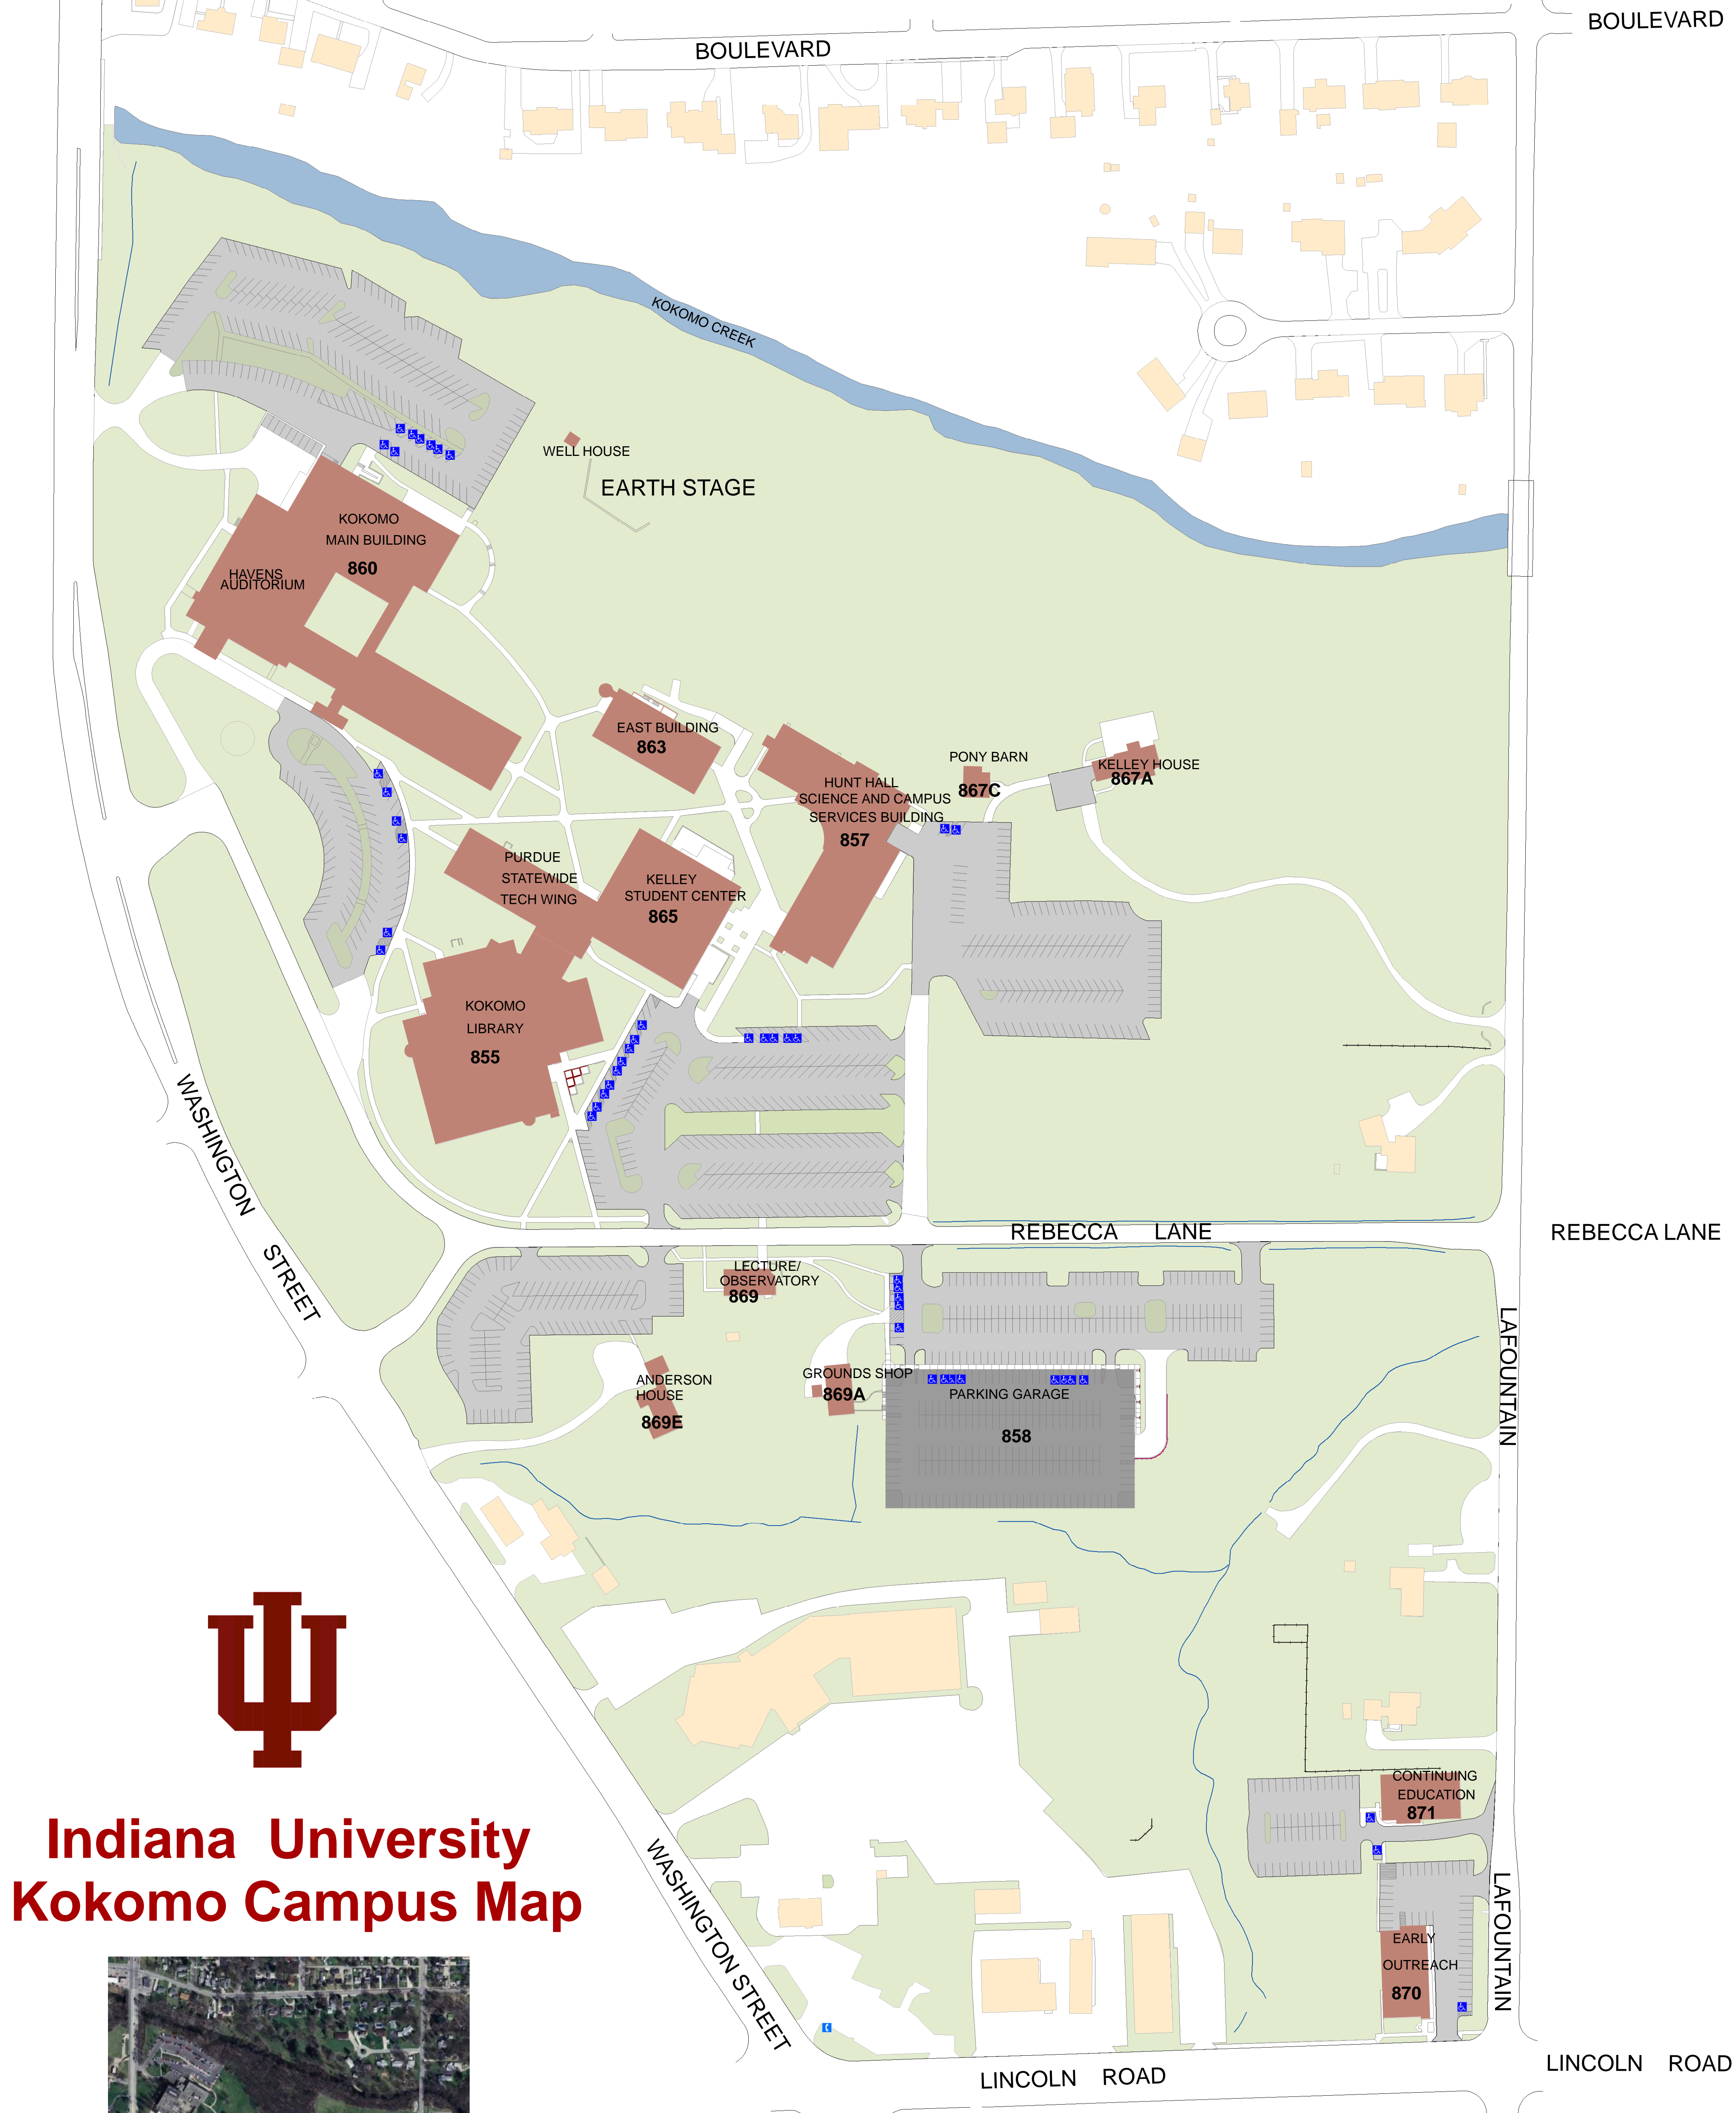 BOULEVARD
BOULEVARD
KOKOMO CREEK
WELL HOUSE
EARTH STAGE
KOKOMO
MAIN BUILDING
860
HAVENS
AUDITORIUM
EAST BUILDING
863
HUNT HALL
SCIENCE AND CAMPUS
SERVICES BUILDING
857
PONY BARN
867C
KELLEY HOUSE
867A
PURDUE
STATEWIDE
TECH WING
KELLEY
STUDENT CENTER
865
KOKOMO
LIBRARY
855
WASHINGTON STREET
REBECCA LANE
REBECCA LANE
LECTURE/
OBSERVATORY
869
ANDERSON
HOUSE
869E
GROUNDS SHOP
869A
PARKING GARAGE
858
LAFOUNTAIN
Indiana University
Kokomo Campus Map
CONTINUING
EDUCATION
871
EARLY
OUTREACH
870
LAFOUNTAIN
WASHINGTON STREET
LINCOLN ROAD
LINCOLN ROAD